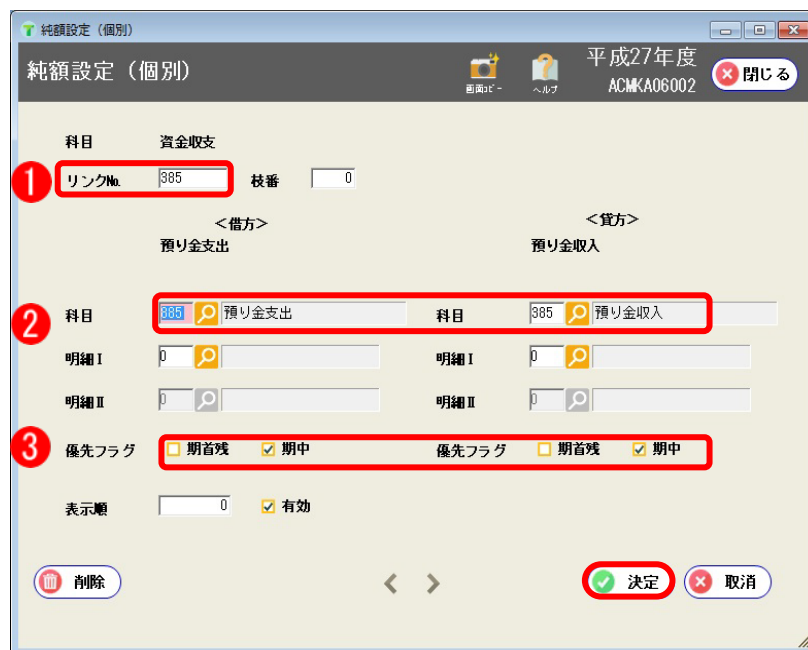 純額設定（個別）
純額設定（個別）
画面ｺﾋﾟｰ
ヘルプ
平成27年度
ACMKA06002
閉じる
科目 資金収支
1 リンクNo. 385 枝番 0
＜借方＞ ＜貸方＞
預り金支出 預り金収入
2 科目 885 預り金支出 科目 385 預り金収入
明細Ⅰ 0 明細Ⅰ 0
明細Ⅱ 0 明細Ⅱ 0
3 優先フラグ 期首残 期中 優先フラグ 期首残 期中
表示順 0 有効
削除 < > 決定 取消